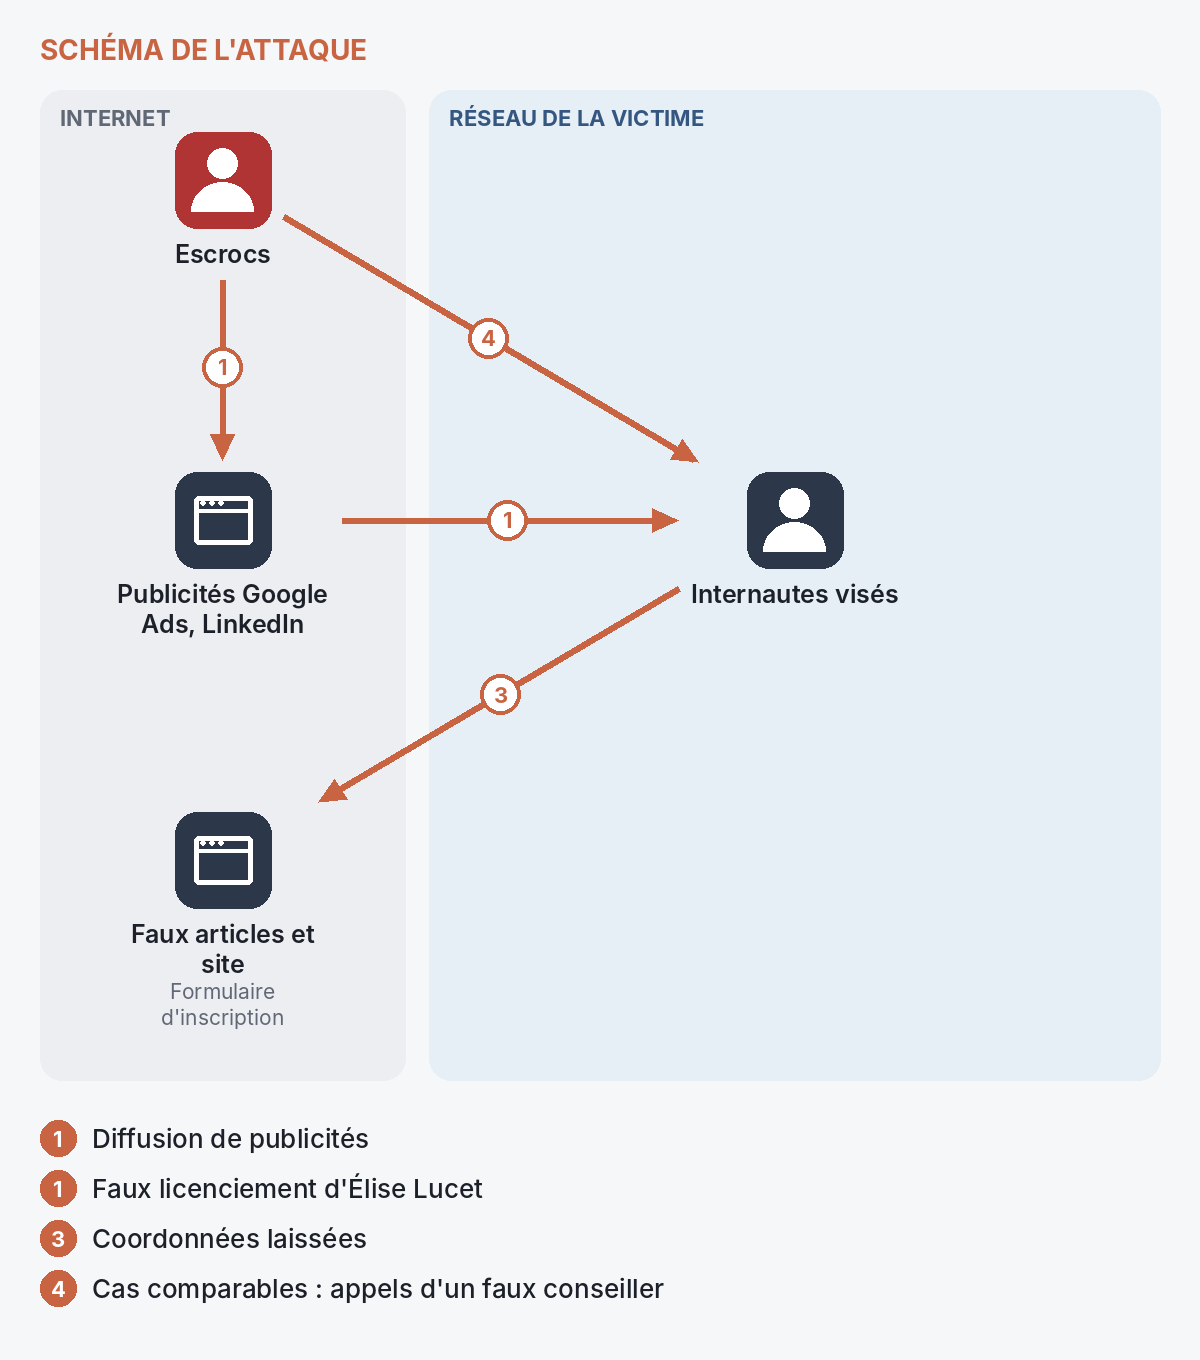 SCHÉMA DE L'ATTAQUE
INTERNET
RÉSEAU DE LA VICTIME
Escrocs
4
1
1
Publicités Google
Ads, LinkedIn
Internautes visés
3
Faux articles et
site
Formulaire
d'inscription
1 Diffusion de publicités
1 Faux licenciement d'Élise Lucet
3 Coordonnées laissées
4 Cas comparables : appels d'un faux conseiller